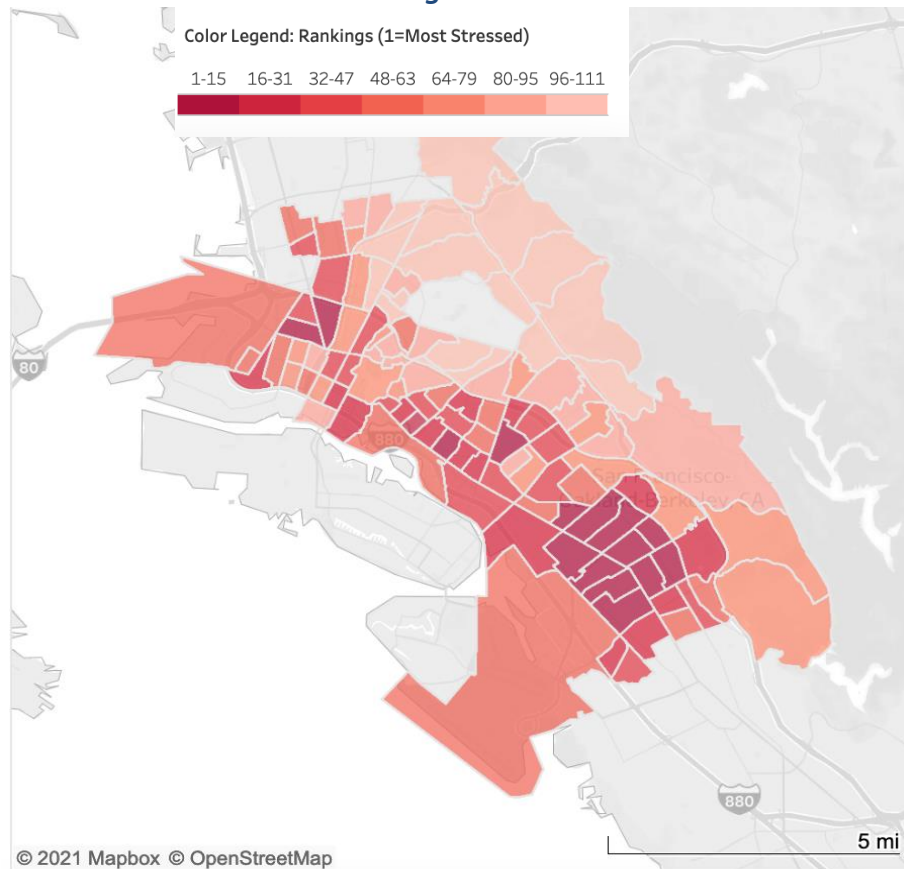 Color Legend: Rankings (1=Most Stressed)
1-15 16-31 32-47 48-63 64-79 80-95 96-111
80
880
San Francisco-
Oakland-Berkeley, CA
880
5 mi
© 2021 Mapbox © OpenStreetMap